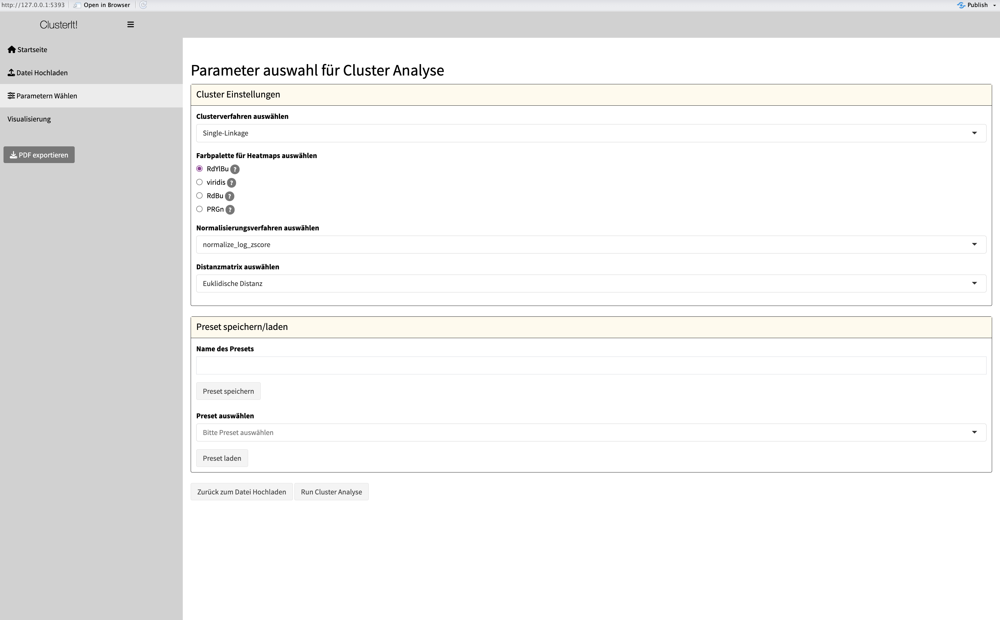 http://127.0.0.1:5393 Open in Browser Publish
ClusterIt!
Startseite
Datei Hochladen
Parametern Wählen
Visualisierung
PDF exportieren
Parameter auswahl für Cluster Analyse
Cluster Einstellungen
Clusterverfahren auswählen
Single-Linkage
Farbpalette für Heatmaps auswählen
RdYlBu ?
viridis ?
RdBu ?
PRGn ?
Normalisierungsverfahren auswählen
normalize_log_zscore
Distanzmatrix auswählen
Euklidische Distanz
Preset speichern/laden
Name des Presets
Preset speichern
Preset auswählen
Bitte Preset auswählen
Preset laden
Zurück zum Datei Hochladen Run Cluster Analyse